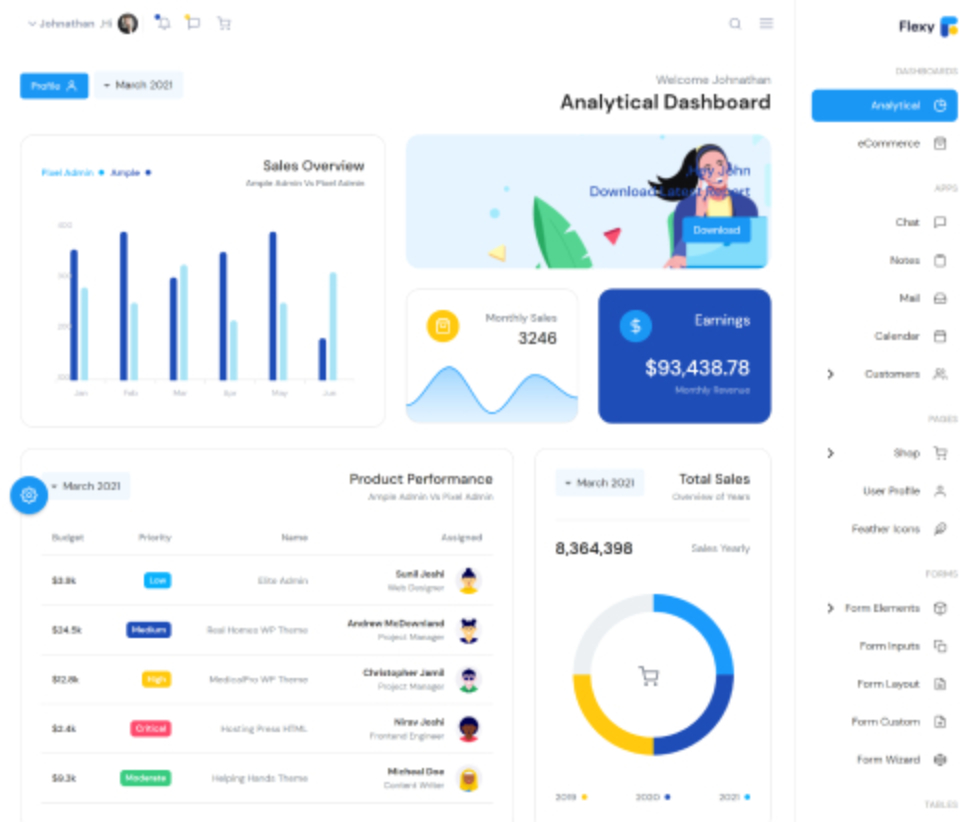 Johnathan ,Hi
Flexy
Profile
March 2021
Welcome Johnathan
Analytical Dashboard
DASHBOARDS
Analytical
eCommerce
APPS
Chat
Notes
Mail
Calendar
Customers
PAGES
Shop
User Profile
Feather Icons
FORMS
Form Elements
Form Inputs
Form Layout
Form Custom
Form Wizard
TABLES
Sales Overview
Ample Admin Vs Pixel Admin
Pixel Admin
Ample
Jan Feb Mar Apr May Jun
,Hey John
Download Latest Report
Download
Monthly Sales
3246
Earnings
$93,438.78
Monthly Revenue
March 2021
Product Performance
Ample Admin Vs Pixel Admin
Budget Priority Name Assigned
$3.9k Low Elite Admin Sunil Joshi
Web Designer
$24.5k Medium Real Homes WP Theme Andrew McDownland
Project Manager
$12.8k High MedicalPro WP Theme Christopher Jamil
Project Manager
$2.4k Critical Hosting Press HTML Nirav Joshi
Frontend Engineer
$9.3k Moderate Helping Hands Theme Micheal Doe
Content Writer
March 2021
Total Sales
Overview of Years
8,364,398 Sales Yearly
2019 2020 2021